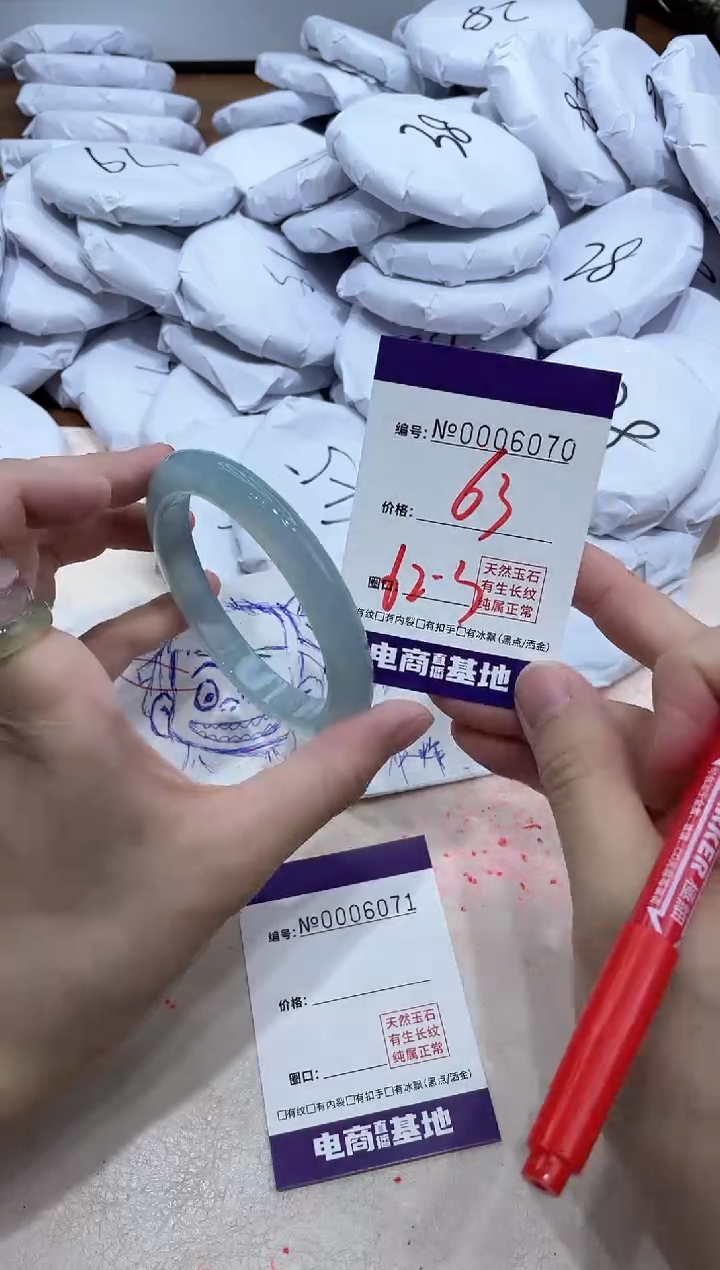 28
38
62
28
编号: №0006070
价格: 63
圈口: 62-5
天然玉石
有生长纹
纯属正常
有纹□有内裂□有扣手□有冰飘(黑点/洒金)
电商直播基地
编号: №0006071
价格:
天然玉石
有生长纹
纯属正常
圈口:
□有纹□有内裂□有扣手□有冰飘(黑点/洒金)
电商直播基地